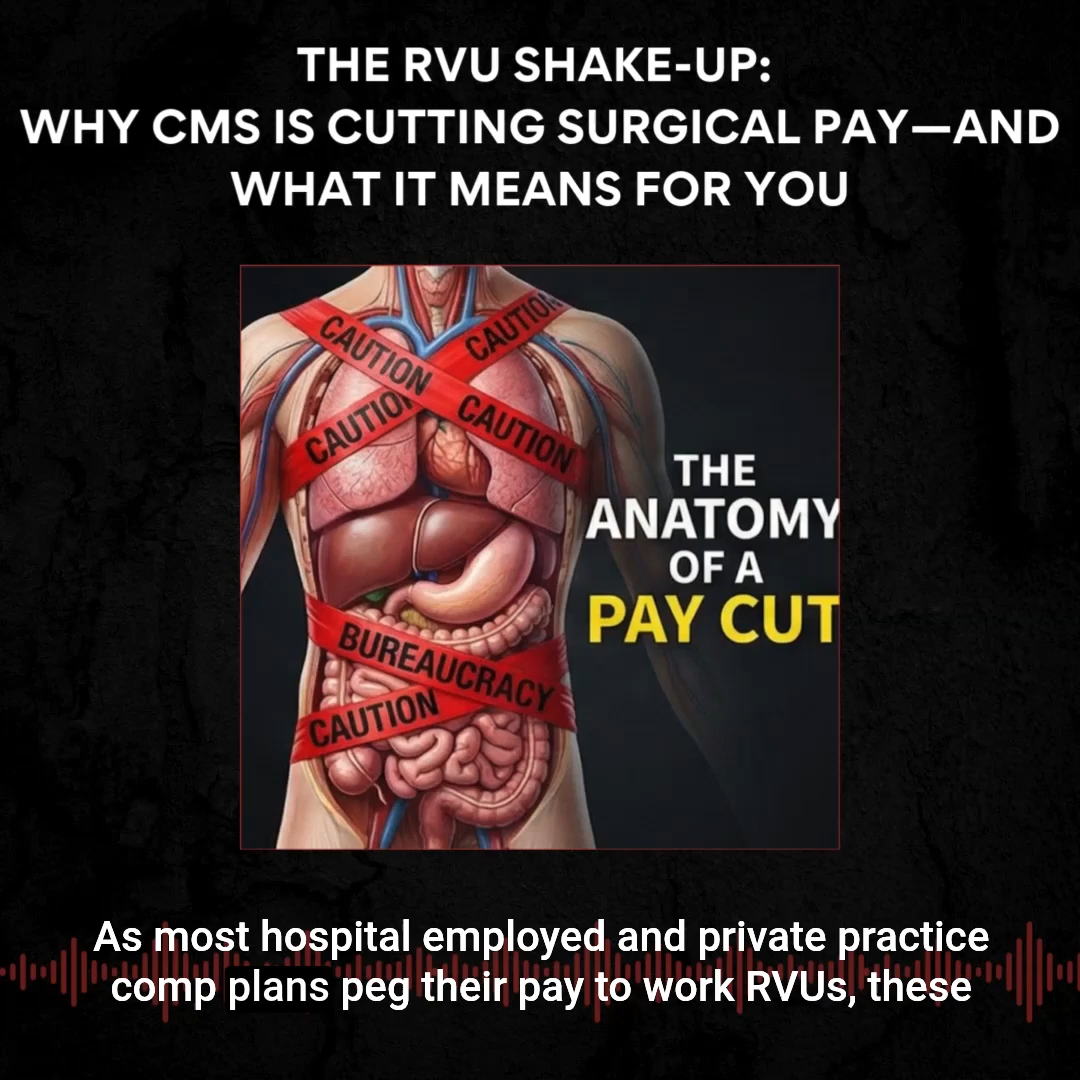 THE RVU SHAKE-UP:
WHY CMS IS CUTTING SURGICAL PAY—AND
WHAT IT MEANS FOR YOU
CAUTION
CAUTION
CAUTION
CAUTION
THE
ANATOMY
OF A
PAY CUT
BUREAUCRACY
CAUTION
As most hospital employed and private practice
comp plans peg their pay to work RVUs, these